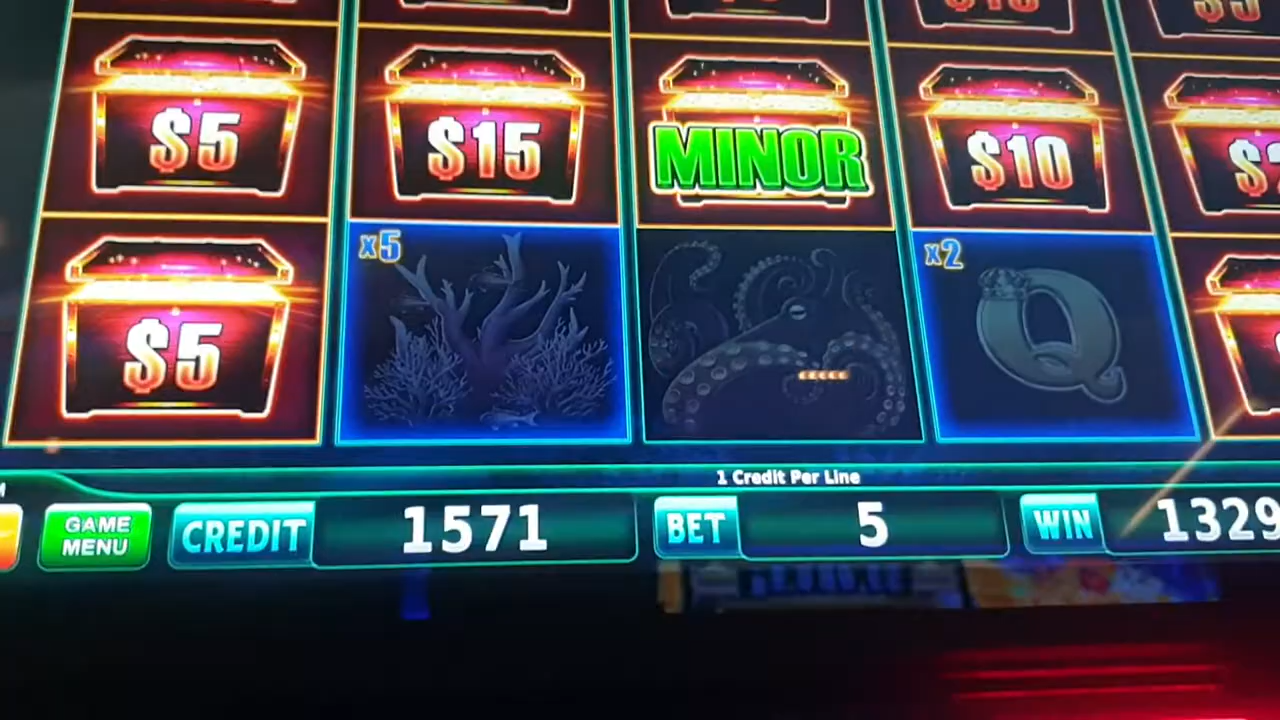 $5
$15
MINOR
$10
$5
x5
x2
Q
1 Credit Per Line
GAME
MENU
CREDIT
1571
BET
5
WIN
1329